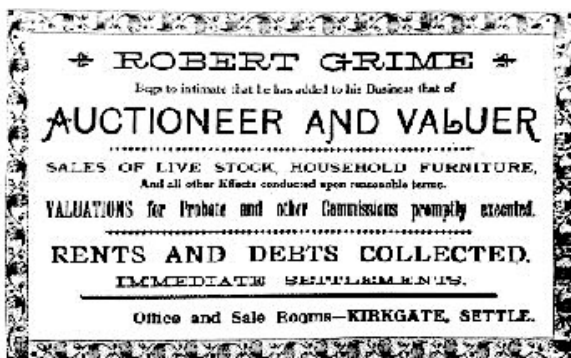 ROBERT GRIME
Begs to intimate that he has added to his Business that of
AUCTIONEER AND VALUER
SALES OF LIVE STOCK, HOUSEHOLD FURNITURE,
And all other Effects conducted upon reasonable terms.
VALUATIONS for Probate and other Commissions promptly executed.
RENTS AND DEBTS COLLECTED.
IMMEDIATE SETTLEMENTS.
Office and Sale Rooms—KIRKGATE, SETTLE.